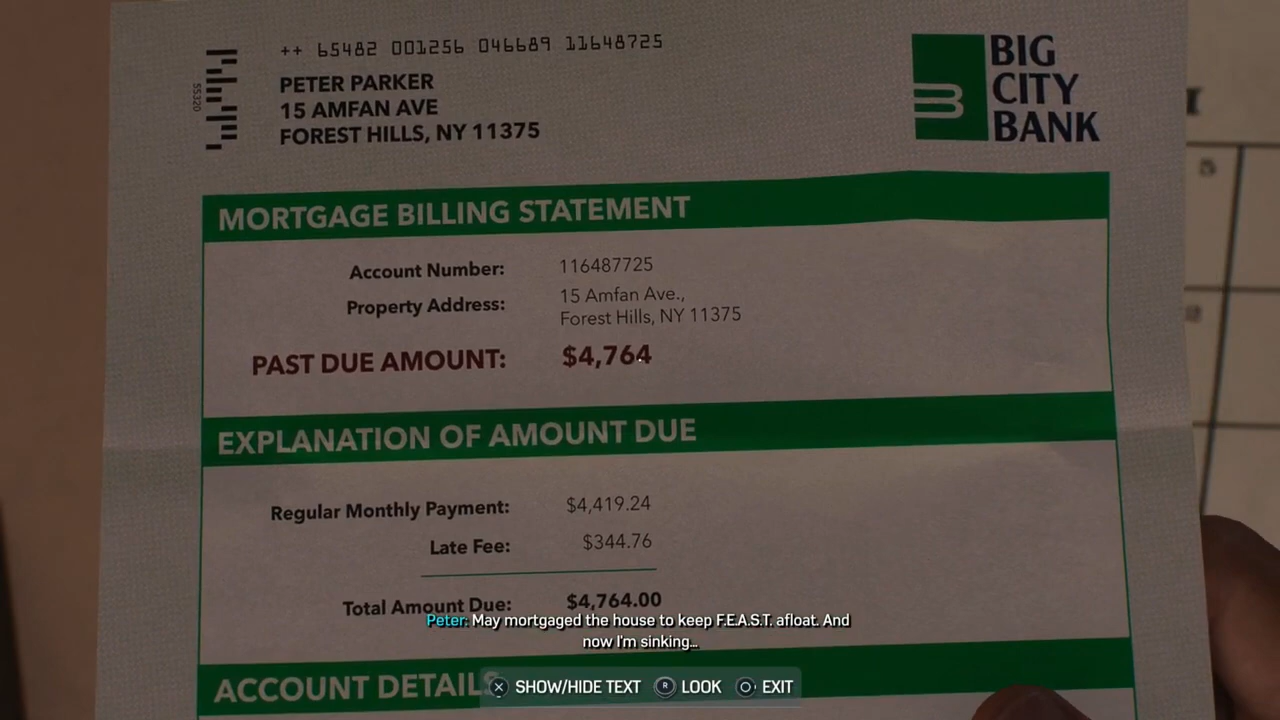 ++ 65482 001256 046689 11648725
55320
PETER PARKER
15 AMFAN AVE
FOREST HILLS, NY 11375
BIG
CITY
BANK
MORTGAGE BILLING STATEMENT
Account Number: 116487725
Property Address: 15 Amfan Ave.,
Forest Hills, NY 11375
PAST DUE AMOUNT: $4,764
EXPLANATION OF AMOUNT DUE
Regular Monthly Payment: $4,419.24
Late Fee: $344.76
Total Amount Due: $4,764.00
Peter: May mortgaged the house to keep F.E.A.S.T. afloat. And
now I'm sinking...
ACCOUNT DETAILS
SHOW/HIDE TEXT R LOOK EXIT
5